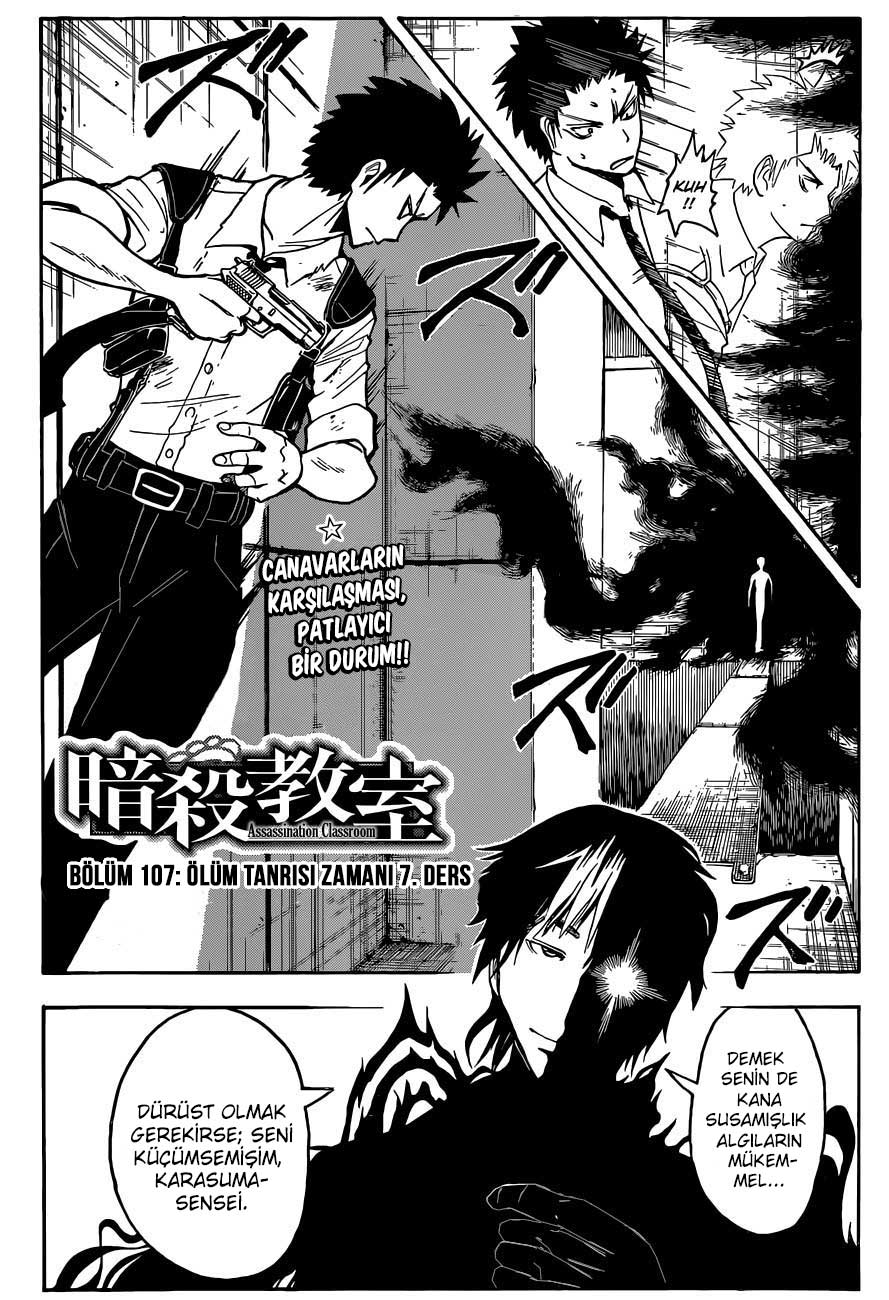 KUH
!!
ズ
ズ
ズ
ズ
CANAVARLARIN
KARŞILAŞMASI,
PATLAYICI
BİR DURUM!!
暗殺教室
Assassination Classroom
BÖLÜM 107: ÖLÜM TANRISI ZAMANI 7. DERS
DEMEK
SENİN DE
KANA
SUSAMIŞLIK
ALGILARIN
MÜKEM-
MEL...
DÜRÜST OLMAK
GEREKİRSE; SENİ
KÜÇÜMSEMİŞİM,
KARASUMA-
SENSEI.